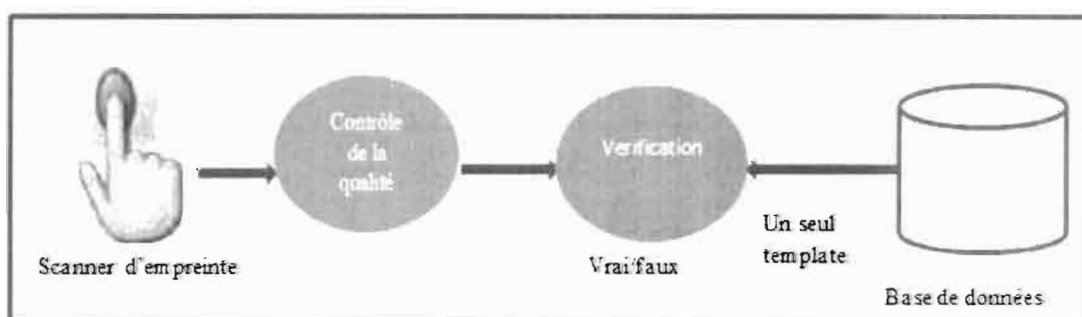 Contrôle
de la
qualité
Verification
Un seul
template
Scanner d'empreinte
Vrai/faux
Base de données